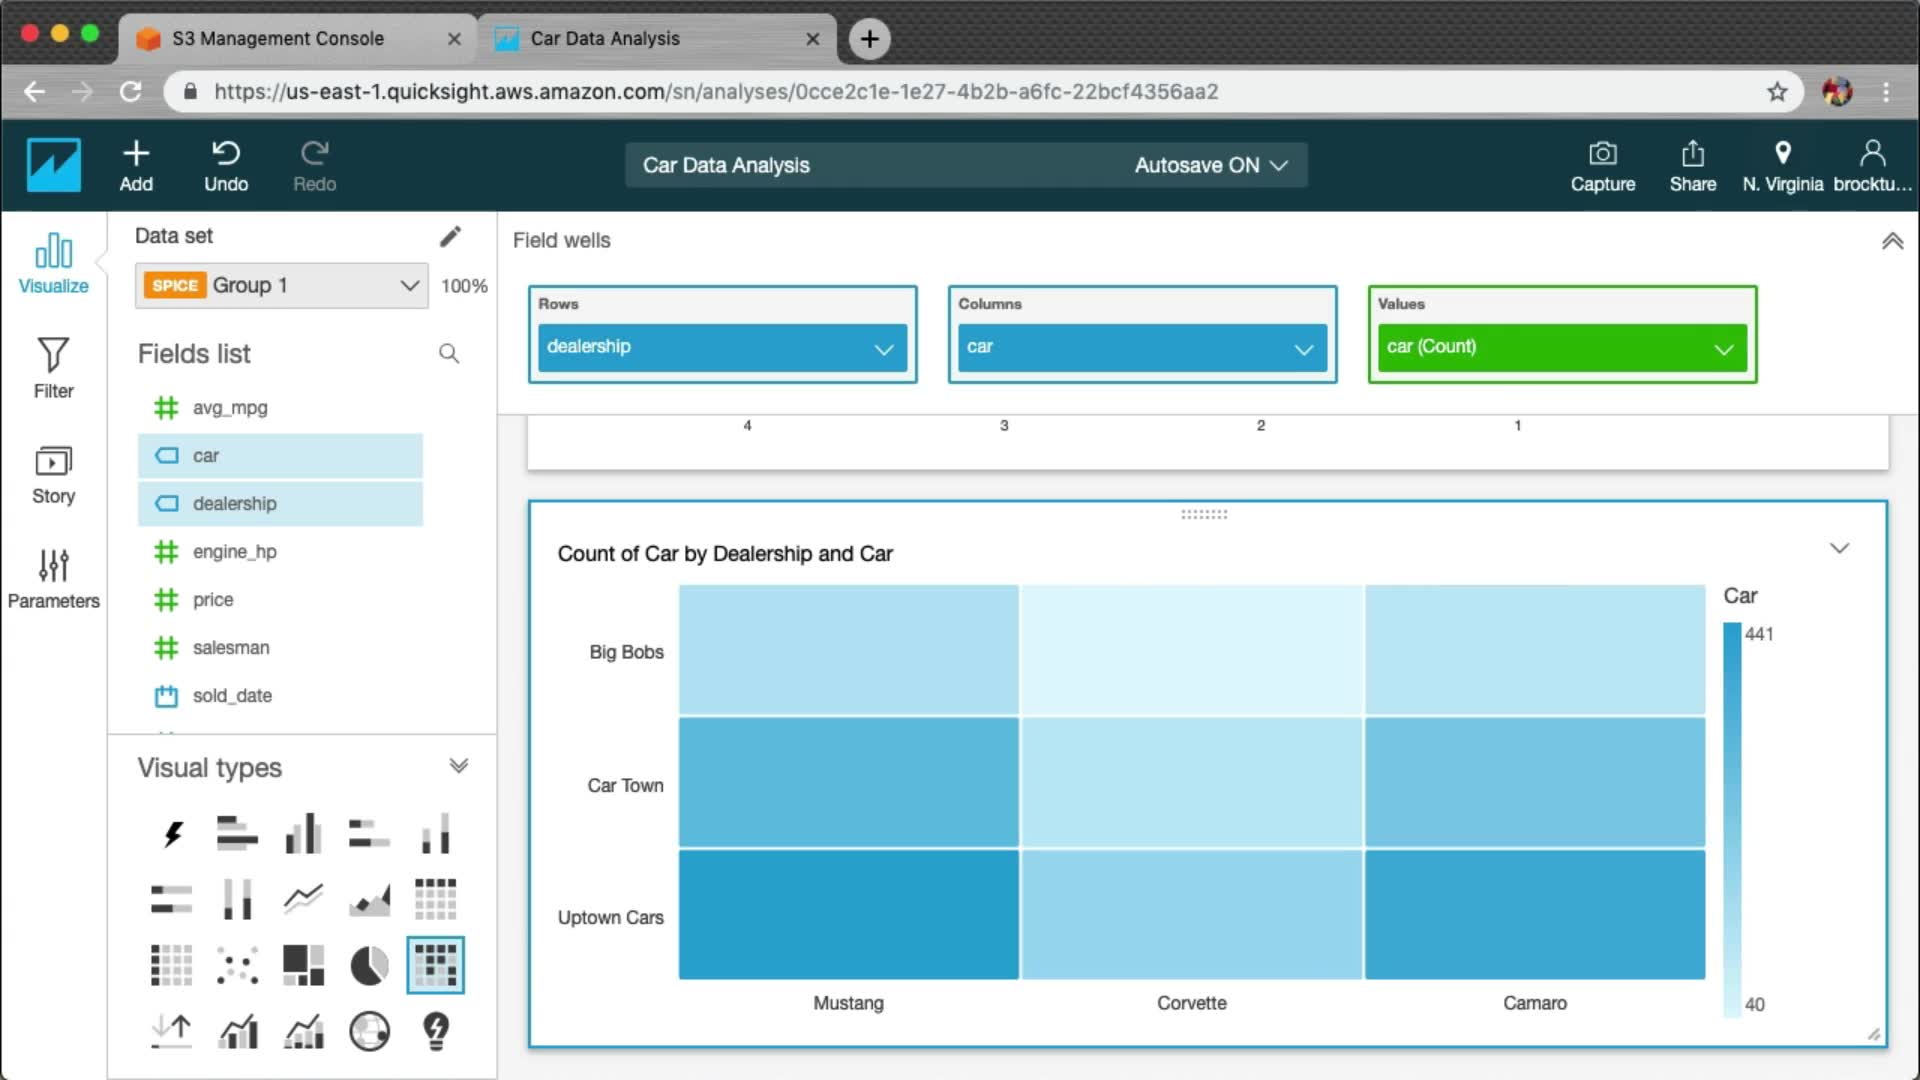 S3 Management Console
Car Data Analysis
https://us-east-1.quicksight.aws.amazon.com/sn/analyses/0cce2c1e-1e27-4b2b-a6fc-22bcf4356aa2
Add
Undo
Redo
Car Data Analysis
Autosave ON
Capture
Share
N. Virginia
brocktu...
Visualize
Filter
Story
Parameters
Data set
SPICE Group 1
100%
Fields list
avg_mpg
car
dealership
engine_hp
price
salesman
sold_date
Visual types
Field wells
Rows
dealership
Columns
car
Values
car (Count)
4 3 2 1
Count of Car by Dealership and Car
Big Bobs
Car Town
Uptown Cars
Mustang Corvette Camaro
Car
441
40